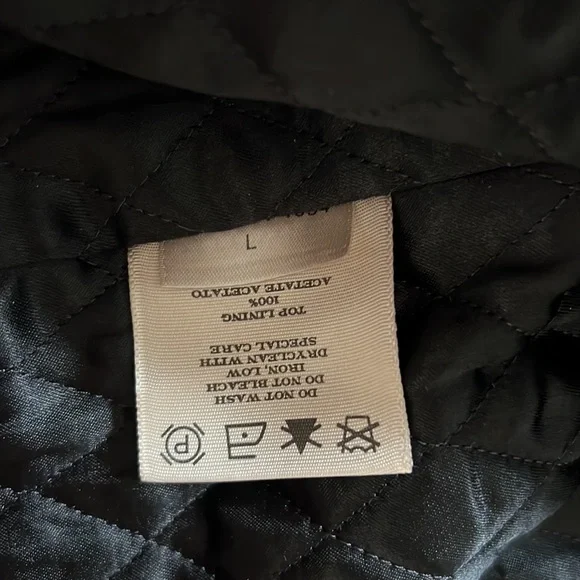 L
TOP LINING
100%
ACETATE ACETATO
DO NOT WASH
DO NOT BLEACH
IRON, LOW
DRYCLEAN WITH
SPECIAL CARE
P